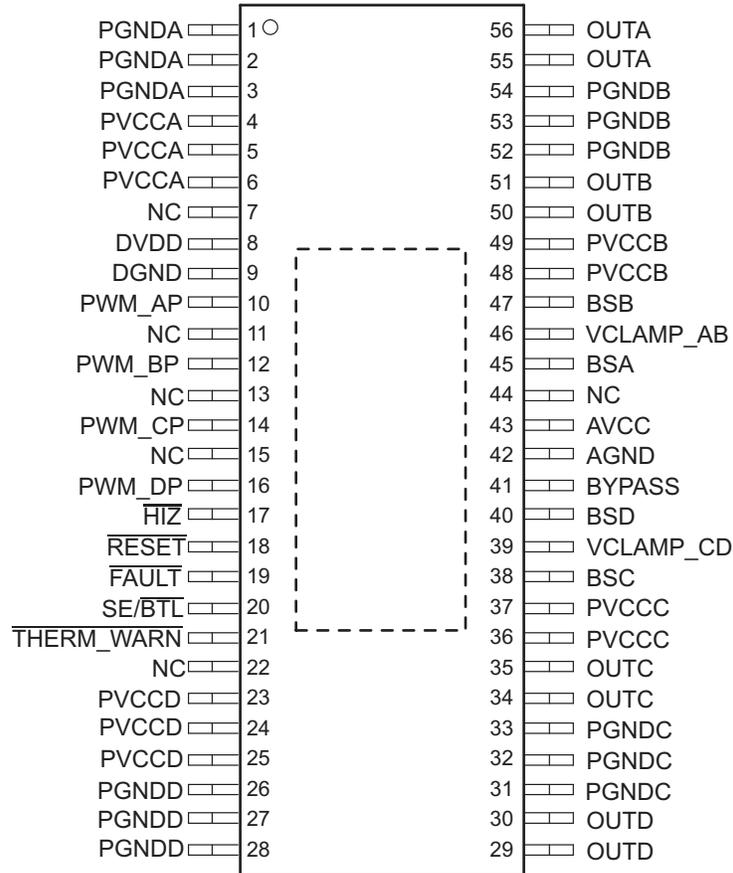 PGNDA 1 56 OUTA
PGNDA 2 55 OUTA
PGNDA 3 54 PGNDB
PVCCA 4 53 PGNDB
PVCCA 5 52 PGNDB
PVCCA 6 51 OUTB
NC 7 50 OUTB
DVDD 8 49 PVCCB
DGND 9 48 PVCCB
PWM_AP 10 47 BSB
NC 11 46 VCLAMP_AB
PWM_BP 12 45 BSA
NC 13 44 NC
PWM_CP 14 43 AVCC
NC 15 42 AGND
PWM_DP 16 41 BYPASS
HIZ 17 40 BSD
RESET 18 39 VCLAMP_CD
FAULT 19 38 BSC
SE/BTL 20 37 PVCCC
THERM_WARN 21 36 PVCCC
NC 22 35 OUTC
PVCCD 23 34 OUTC
PVCCD 24 33 PGNDC
PVCCD 25 32 PGNDC
PGNDD 26 31 PGNDC
PGNDD 27 30 OUTD
PGNDD 28 29 OUTD